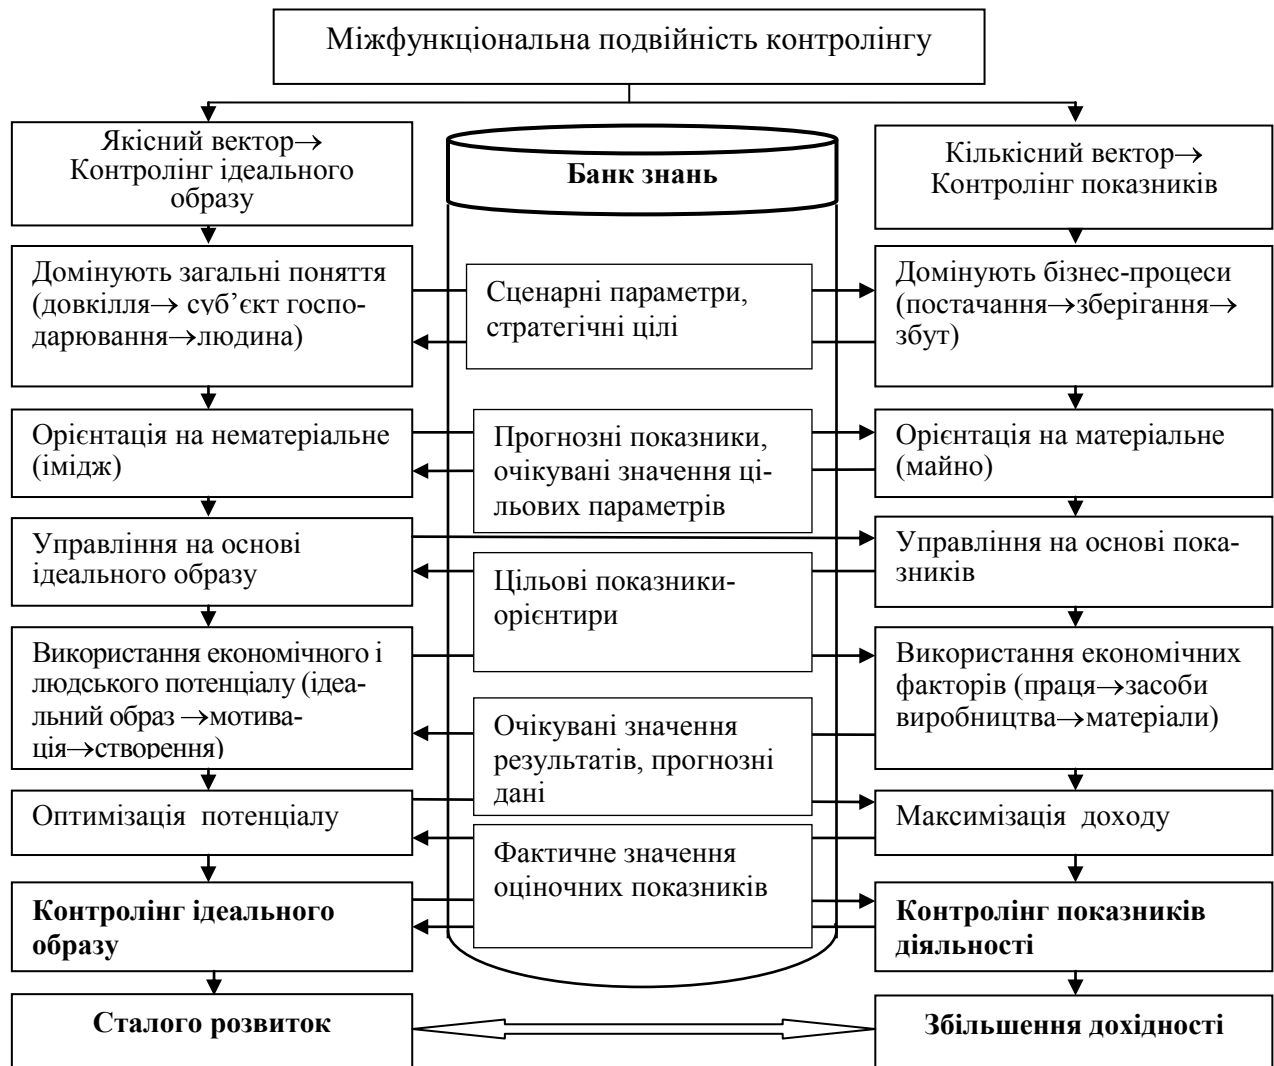 Міжфункціональна подвійність контролінгу
Якісний вектор→
Контролінг ідеального
образу
Банк знань
Кількісний вектор→
Контролінг показників
Домінують загальні поняття
(довкілля→ суб’єкт госпо-
дарювання→людина)
Сценарні параметри,
стратегічні цілі
Домінують бізнес-процеси
(постачання→зберігання→
збут)
Орієнтація на нематеріальне
(імідж)
Прогнозні показники,
очікувані значення ці-
льових параметрів
Орієнтація на матеріальне
(майно)
Управління на основі
ідеального образу
Цільові показники-
орієнтири
Управління на основі пока-
зників
Використання економічного і
людського потенціалу (ідеа-
льний образ →мотива-
ція→створення)
Очікувані значення
результатів, прогнозні
дані
Використання економічних
факторів (праця→засоби
виробництва→матеріали)
Оптимізація потенціалу
Фактичне значення
оціночних показників
Максимізація доходу
Контролінг ідеального
образу
Контролінг показників
діяльності
Сталого розвиток
Збільшення дохідності